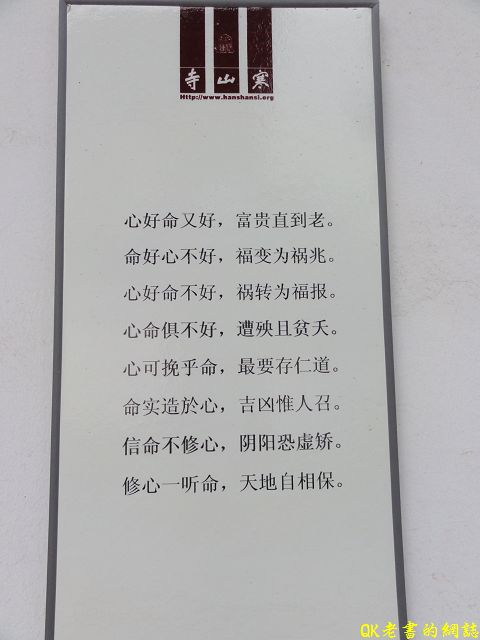 寒山寺
Http://www.hanshansi.org
心好命又好，富贵直到老。
命好心不好，福变为祸兆。
心好命不好，祸转为福报。
心命俱不好，遭殃且贫夭。
心可挽乎命，最要存仁道。
命实造於心，吉凶惟人召。
信命不修心，阴阳恐虚矫。
修心一听命，天地自相保。
QK老書的網誌